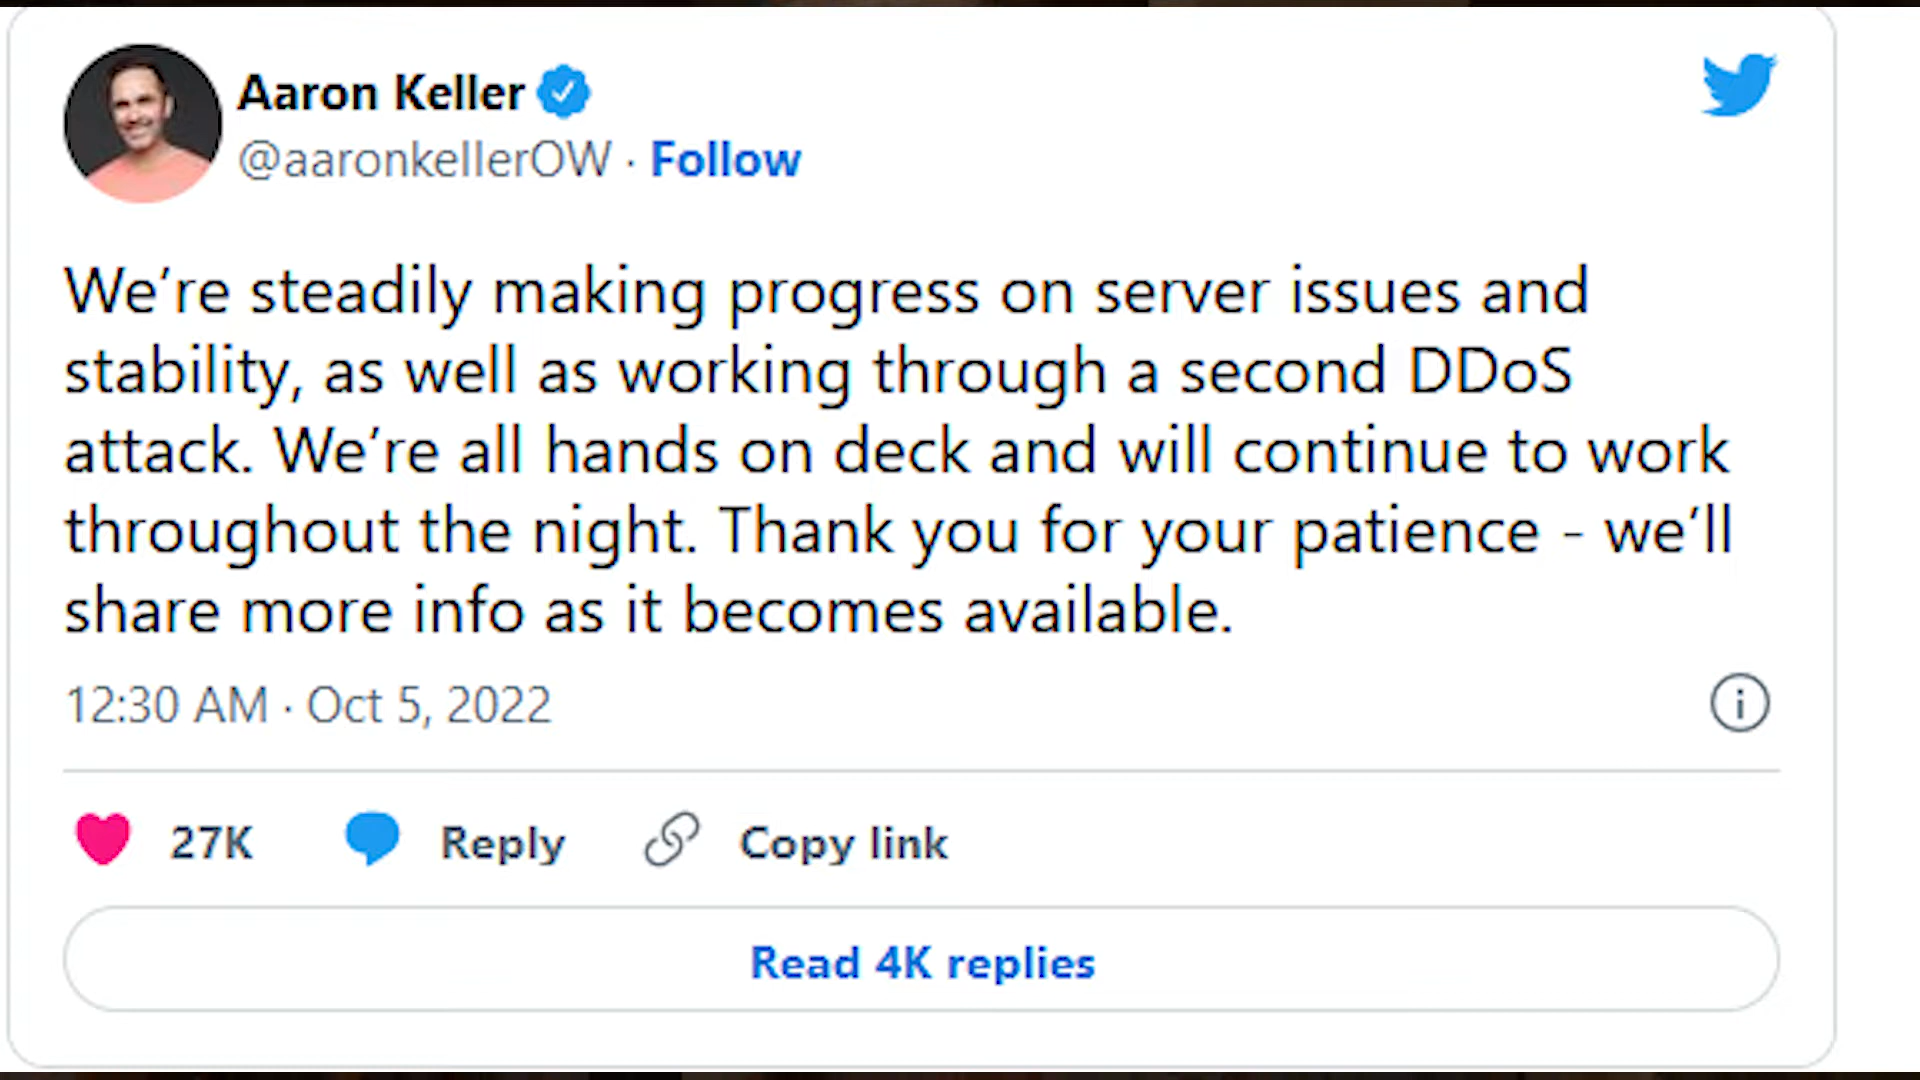 Aaron Keller
@aaronkellerOW · Follow
We’re steadily making progress on server issues and
stability, as well as working through a second DDoS
attack. We’re all hands on deck and will continue to work
throughout the night. Thank you for your patience - we’ll
share more info as it becomes available.
12:30 AM · Oct 5, 2022
27K Reply Copy link
Read 4K replies